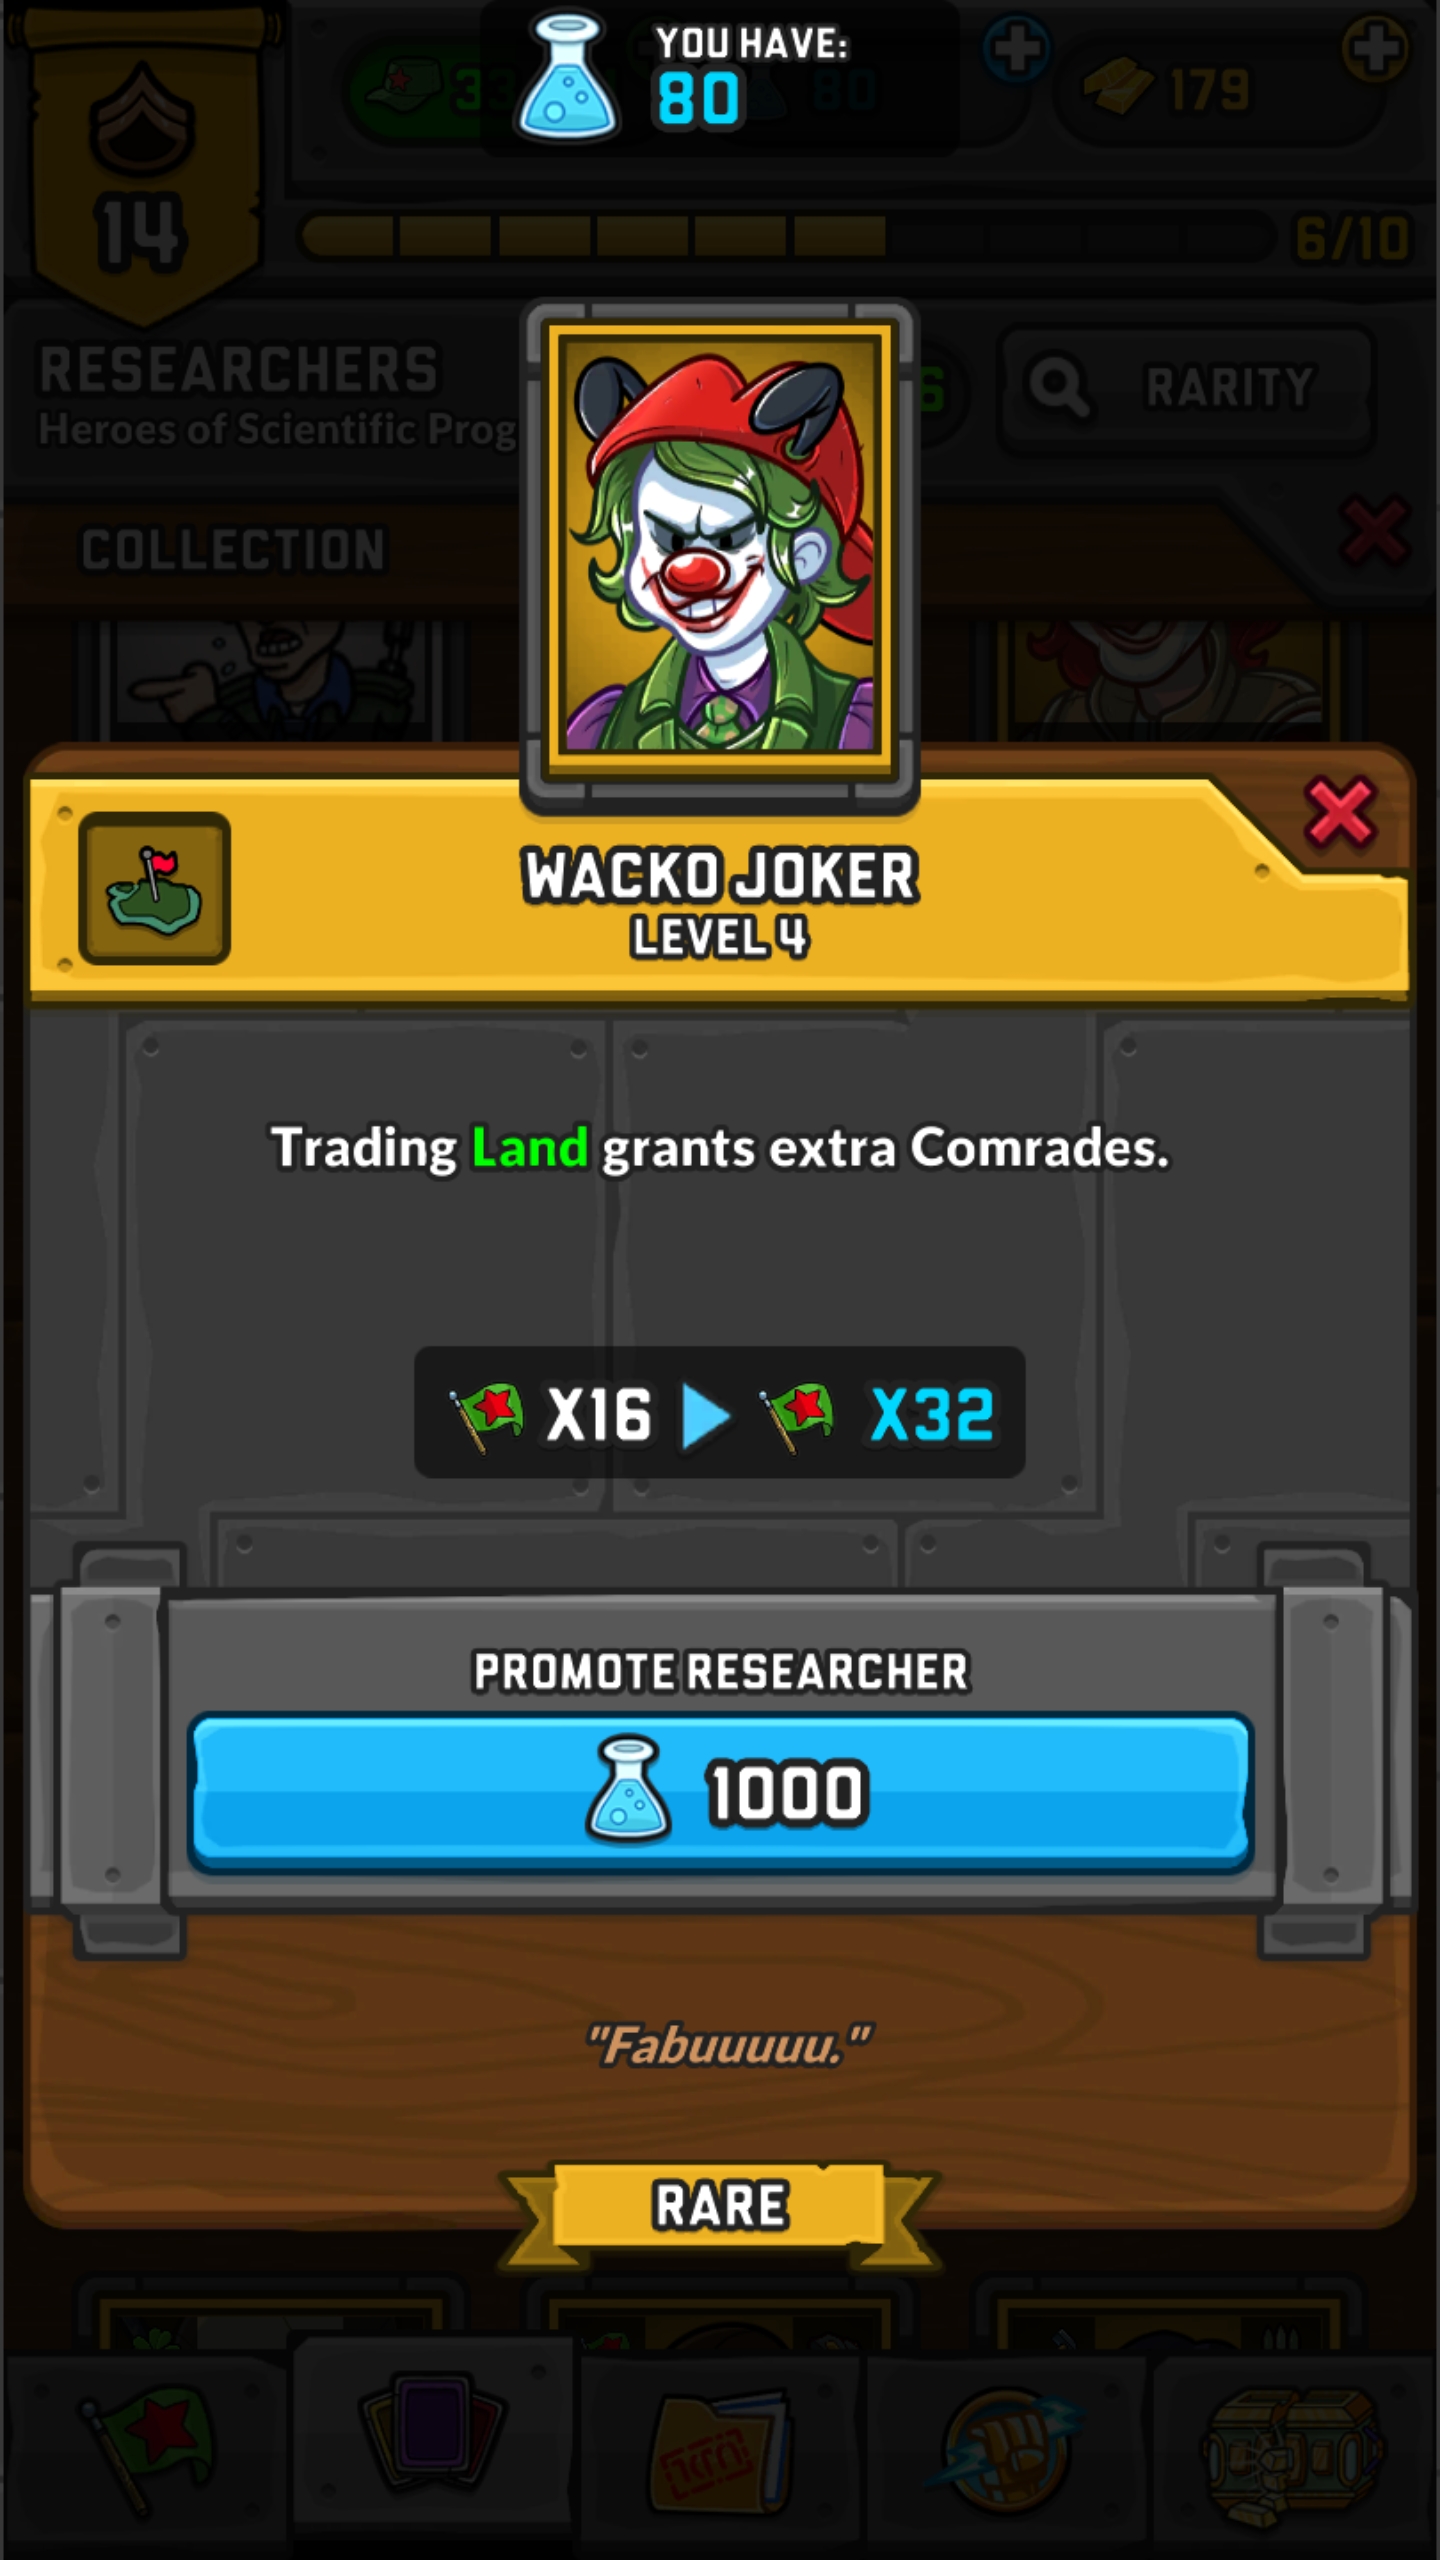 YOU HAVE:
80
179
14
6/10
RESEARCHERS
Heroes of Scientific Prog
RARITY
COLLECTION
WACKO JOKER
LEVEL 4
Trading Land grants extra Comrades.
X16 X32
PROMOTE RESEARCHER
1000
"Fabuuuuu."
RARE